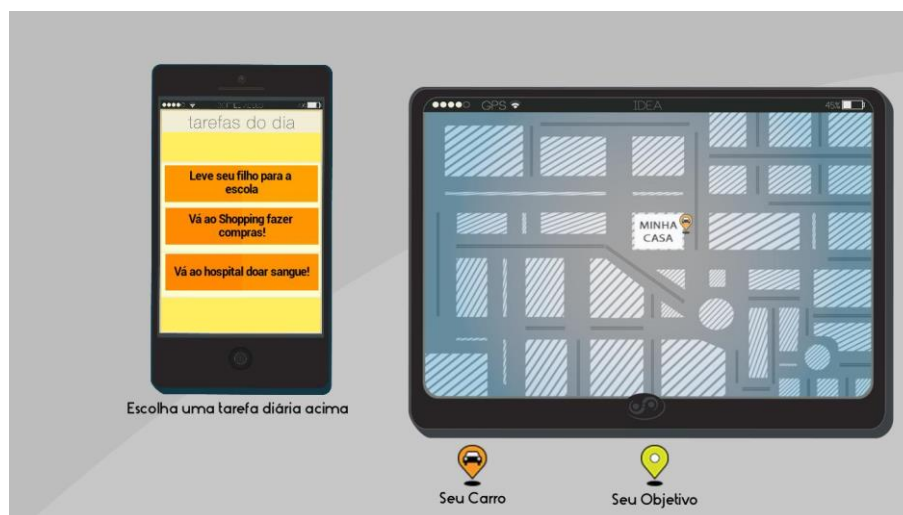 tarefas do dia
Leve seu filho para a
escola
Vá ao Shopping fazer
compras!
Vá ao hospital doar sangue!
Escolha uma tarefa diária acima
GPS IDEA 45%
MINHA
CASA
Seu Carro
Seu Objetivo